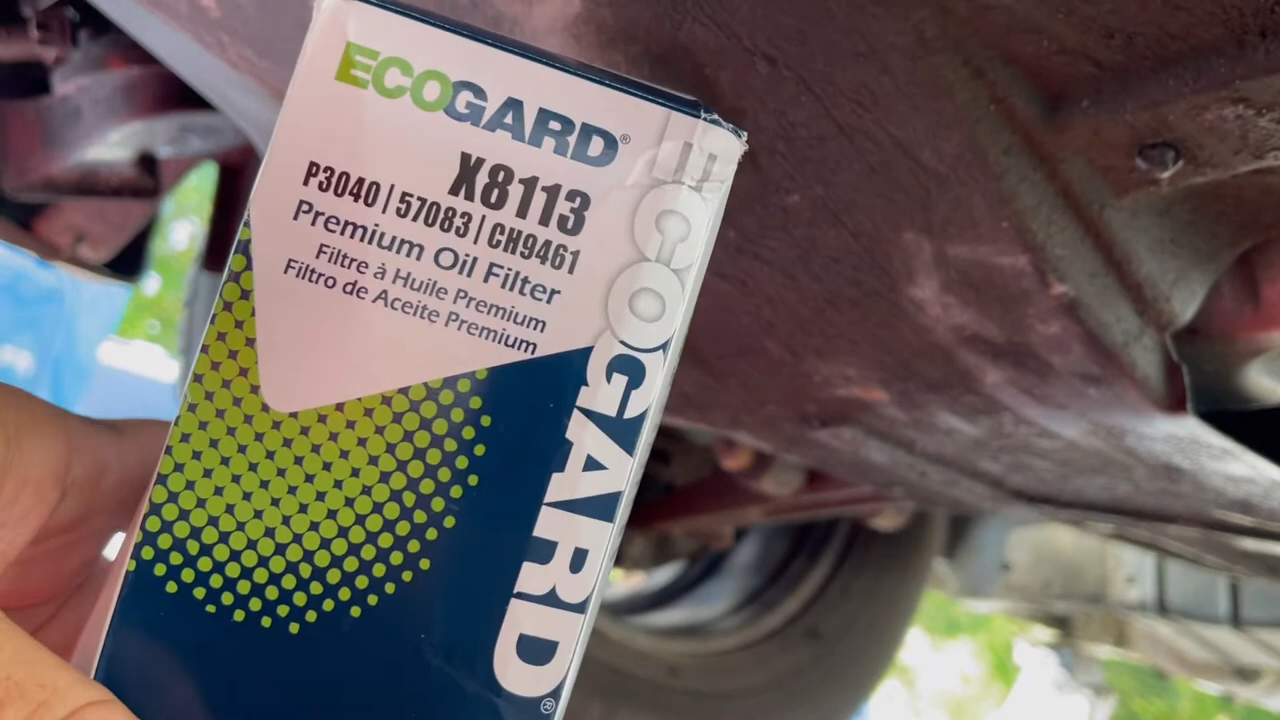 ECOGARD®
X8113
P3040 | 57083 | CH9461
Premium Oil Filter
Filtre à Huile Premium
Filtro de Aceite Premium
ECOGARD®